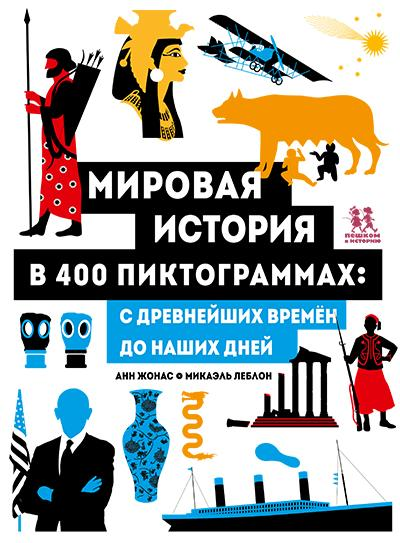 МИРОВАЯ
ИСТОРИЯ
В 400 ПИКТОГРАММАХ:
С ДРЕВНЕЙШИХ ВРЕМЁН
ДО НАШИХ ДНЕЙ
АНН ЖОНАС МИКАЭЛЬ ЛЕБЛОН
ПЕШКОМ
В ИСТОРИЮ